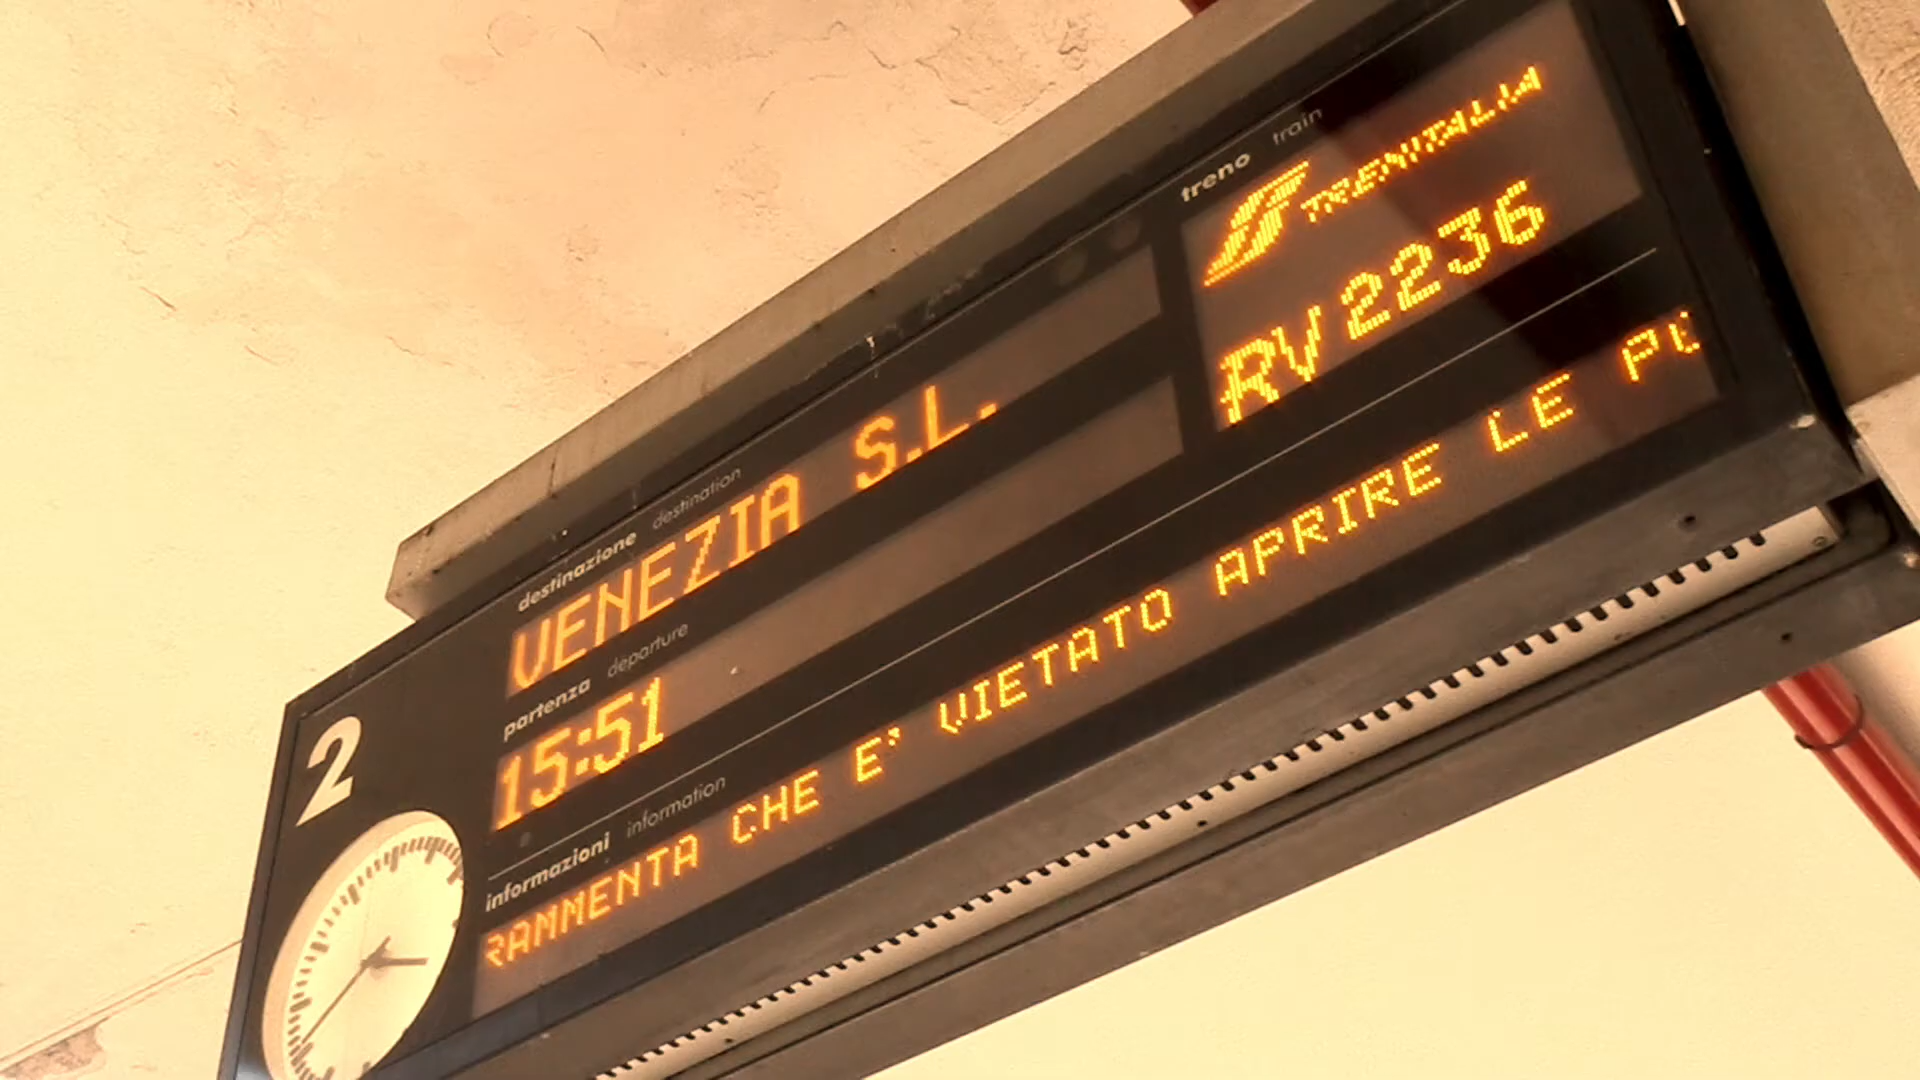 treno train
TRENITALIA
RV 2236
destinazione destination
VENEZIA S.L.
partenza departure
15:51
2
informazioni information
RAMMENTA CHE E' VIETATO APRIRE LE